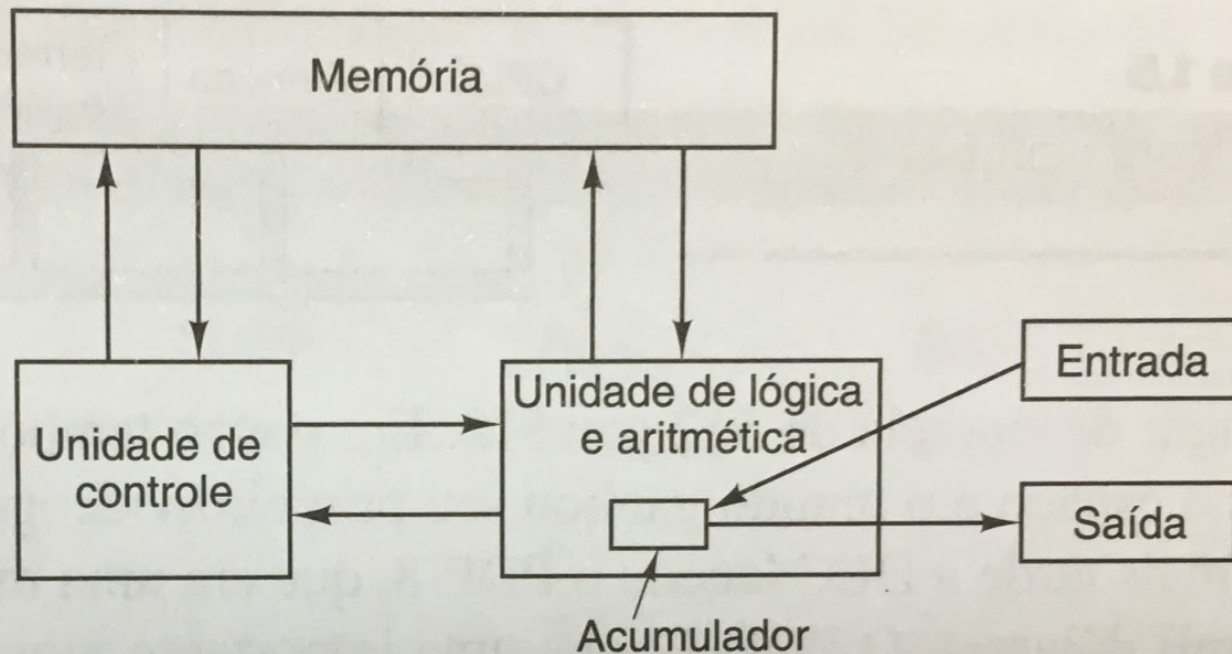 Memória
Unidade de
controle
Unidade de lógica
e aritmética
Entrada
Saída
Acumulador